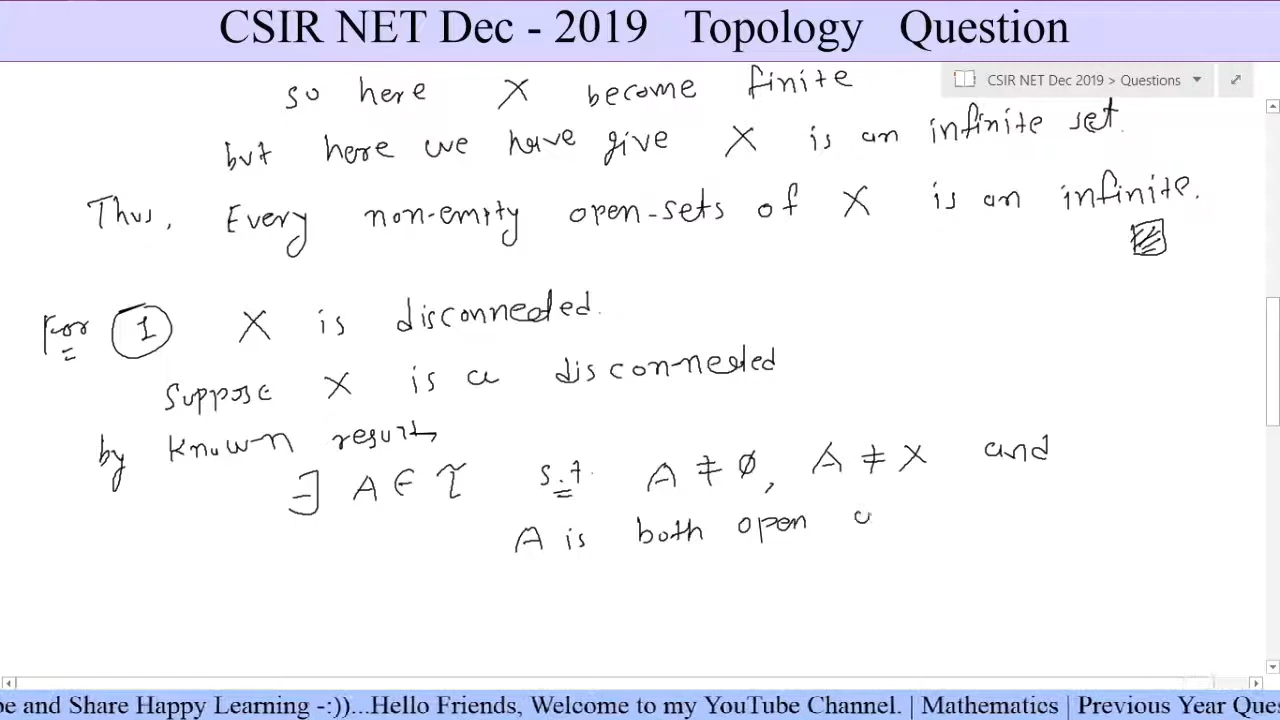 CSIR NET Dec - 2019 Topology Question
so here X become finite
CSIR NET Dec 2019 > Questions
but here we have give X is an infinite set.
Thus, Every non-empty open-sets of X is an infinite.
For 1 X is disconnected.
Suppose X is a disconnected
by known result
∃ A ∈ τ s.t. A ≠ ø, A ≠ X and
A is both open a
be and Share Happy Learning -:))...Hello Friends, Welcome to my YouTube Channel. | Mathematics | Previous Year Ques